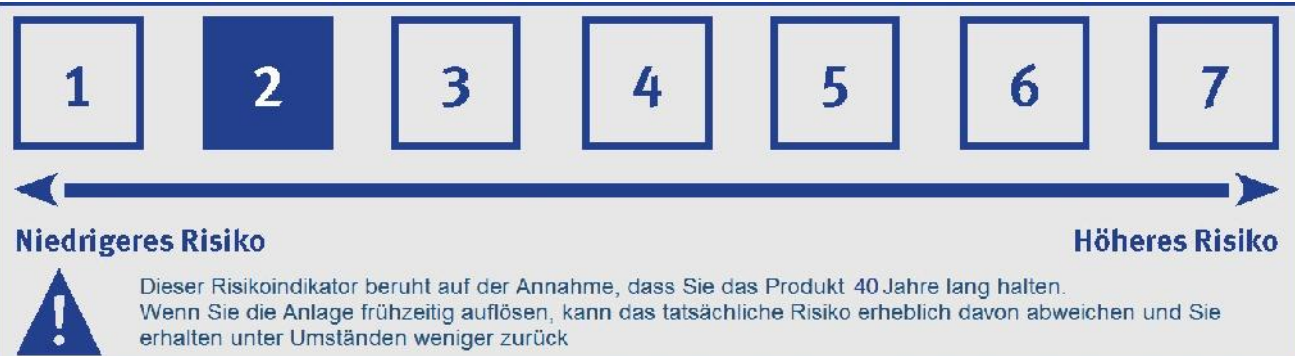 1 2 3 4 5 6 7
Niedrigeres Risiko Höheres Risiko
Dieser Risikoindikator beruht auf der Annahme, dass Sie das Produkt 40 Jahre lang halten.
Wenn Sie die Anlage frühzeitig auflösen, kann das tatsächliche Risiko erheblich davon abweichen und Sie
erhalten unter Umständen weniger zurück